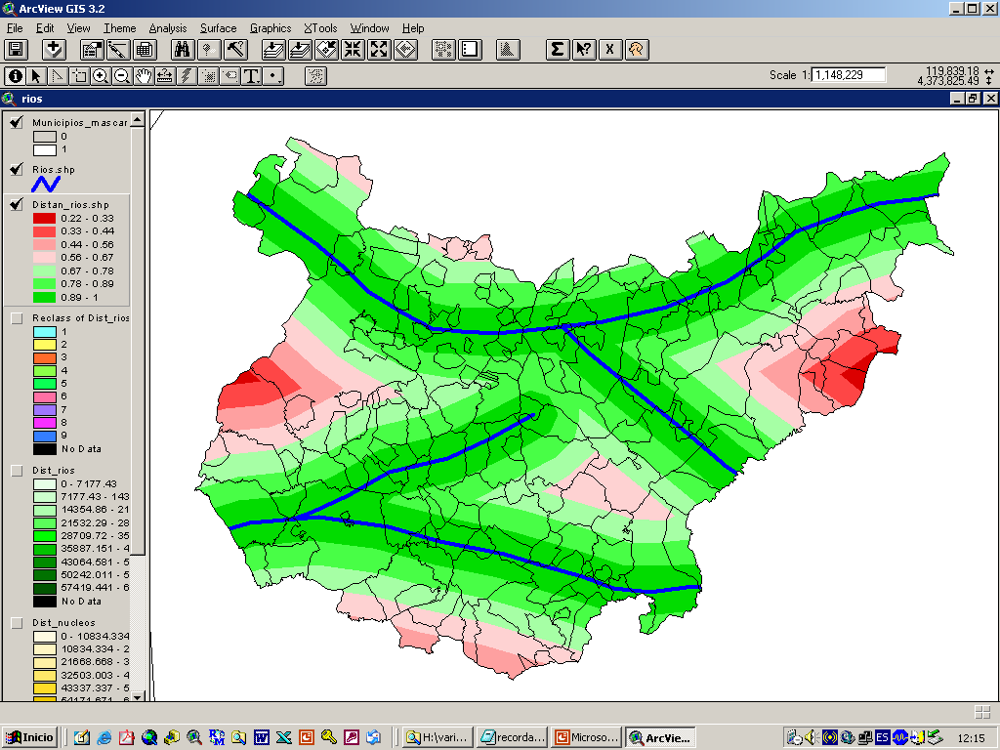 ArcView GIS 3.2
File Edit View Theme Analysis Surface Graphics XTools Window Help
Scale 1: 1,148,229
119,839.18
4,373,825.49
rios
Municipios_mascar
0
1
Rios.shp
Distan_rios.shp
0.22 - 0.33
0.33 - 0.44
0.44 - 0.56
0.56 - 0.67
0.67 - 0.78
0.78 - 0.89
0.89 - 1
Reclass of Dist_rios
1
2
3
4
5
6
7
8
9
No Data
Dist_rios
0 - 7177.43
7177.43 - 143
14354.86 - 21
21532.29 - 28
28709.72 - 35
35887.151 - 4
43064.581 - 5
50242.011 - 5
57419.441 - 6
No Data
Dist_nucleos
0 - 10834.334
10834.334 - 2
21668.668 - 3
32503.003 - 4
43337.337 - 5
54171.671 - 6
Inicio H:\vari... recorda... Microso... ArcVie... ES 12:15